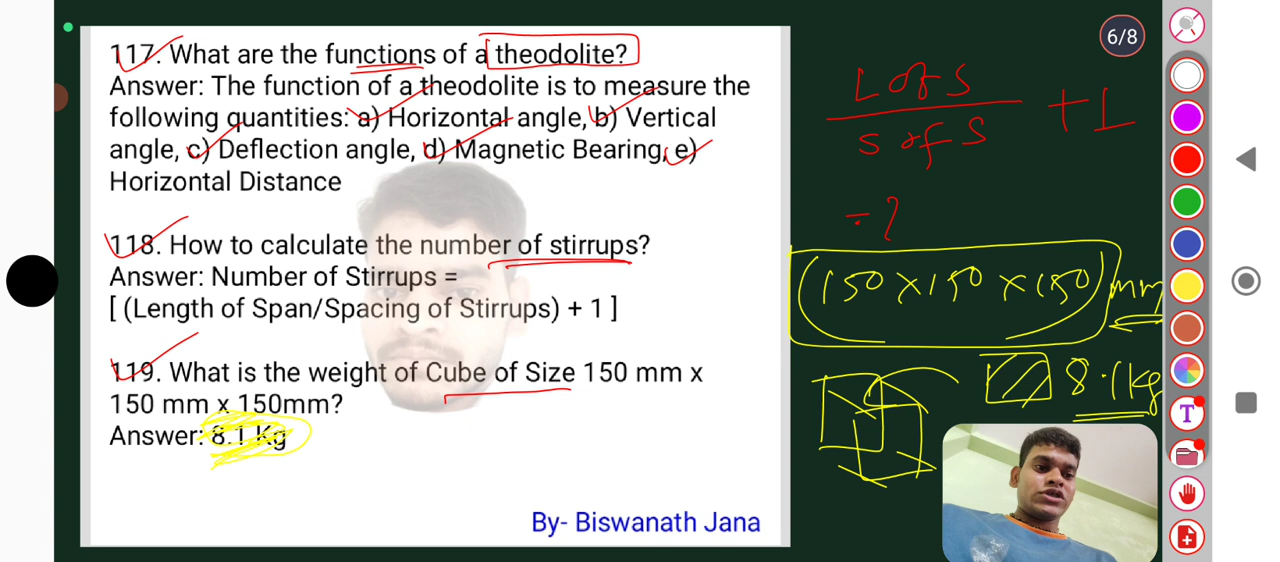 117. What are the functions of a theodolite?
Answer: The function of a theodolite is to measure the
following quantities: a) Horizontal angle, b) Vertical
angle, c) Deflection angle, d) Magnetic Bearing, e)
Horizontal Distance
118. How to calculate the number of stirrups?
Answer: Number of Stirrups =
[ (Length of Span/Spacing of Stirrups) + 1 ]
119. What is the weight of Cube of Size 150 mm x
150 mm x 150mm?
Answer: 8.1 Kg
By- Biswanath Jana
6/8
L of S
S of S
+1
= ?
(150 x 150 x 150) mm
8.1 kg
T